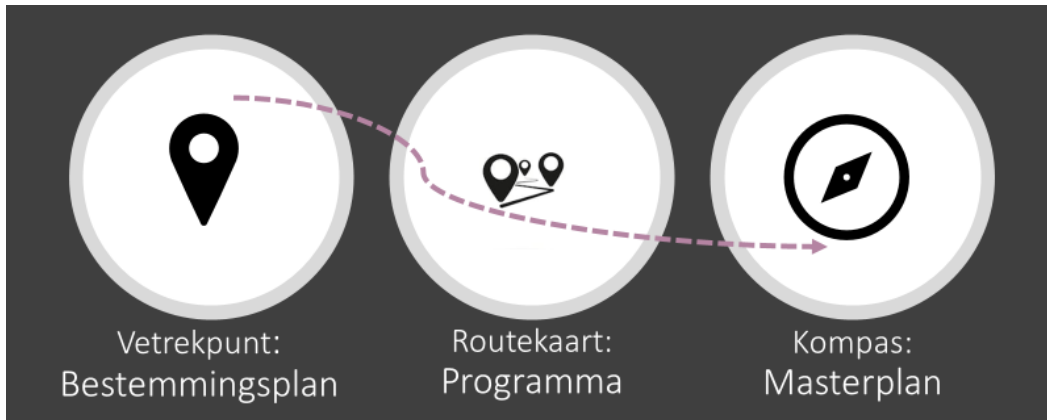 Vetrekpunt:
Bestemmingsplan
Routekaart:
Programma
Kompas:
Masterplan